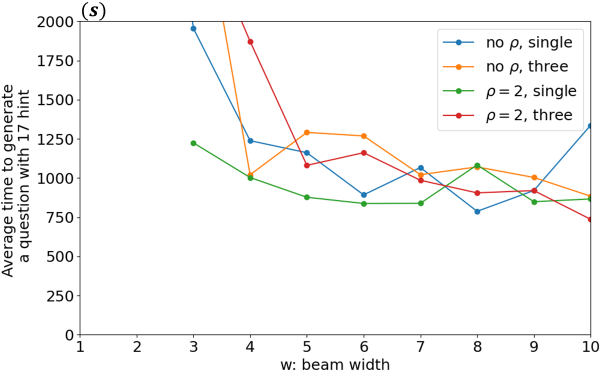 (s)
2000
1750
1500
1250
1000
750
500
250
0
Average time to generate
a question with 17 hint
no ρ, single
no ρ, three
ρ = 2, single
ρ = 2, three
1 2 3 4 5 6 7 8 9 10
w: beam width